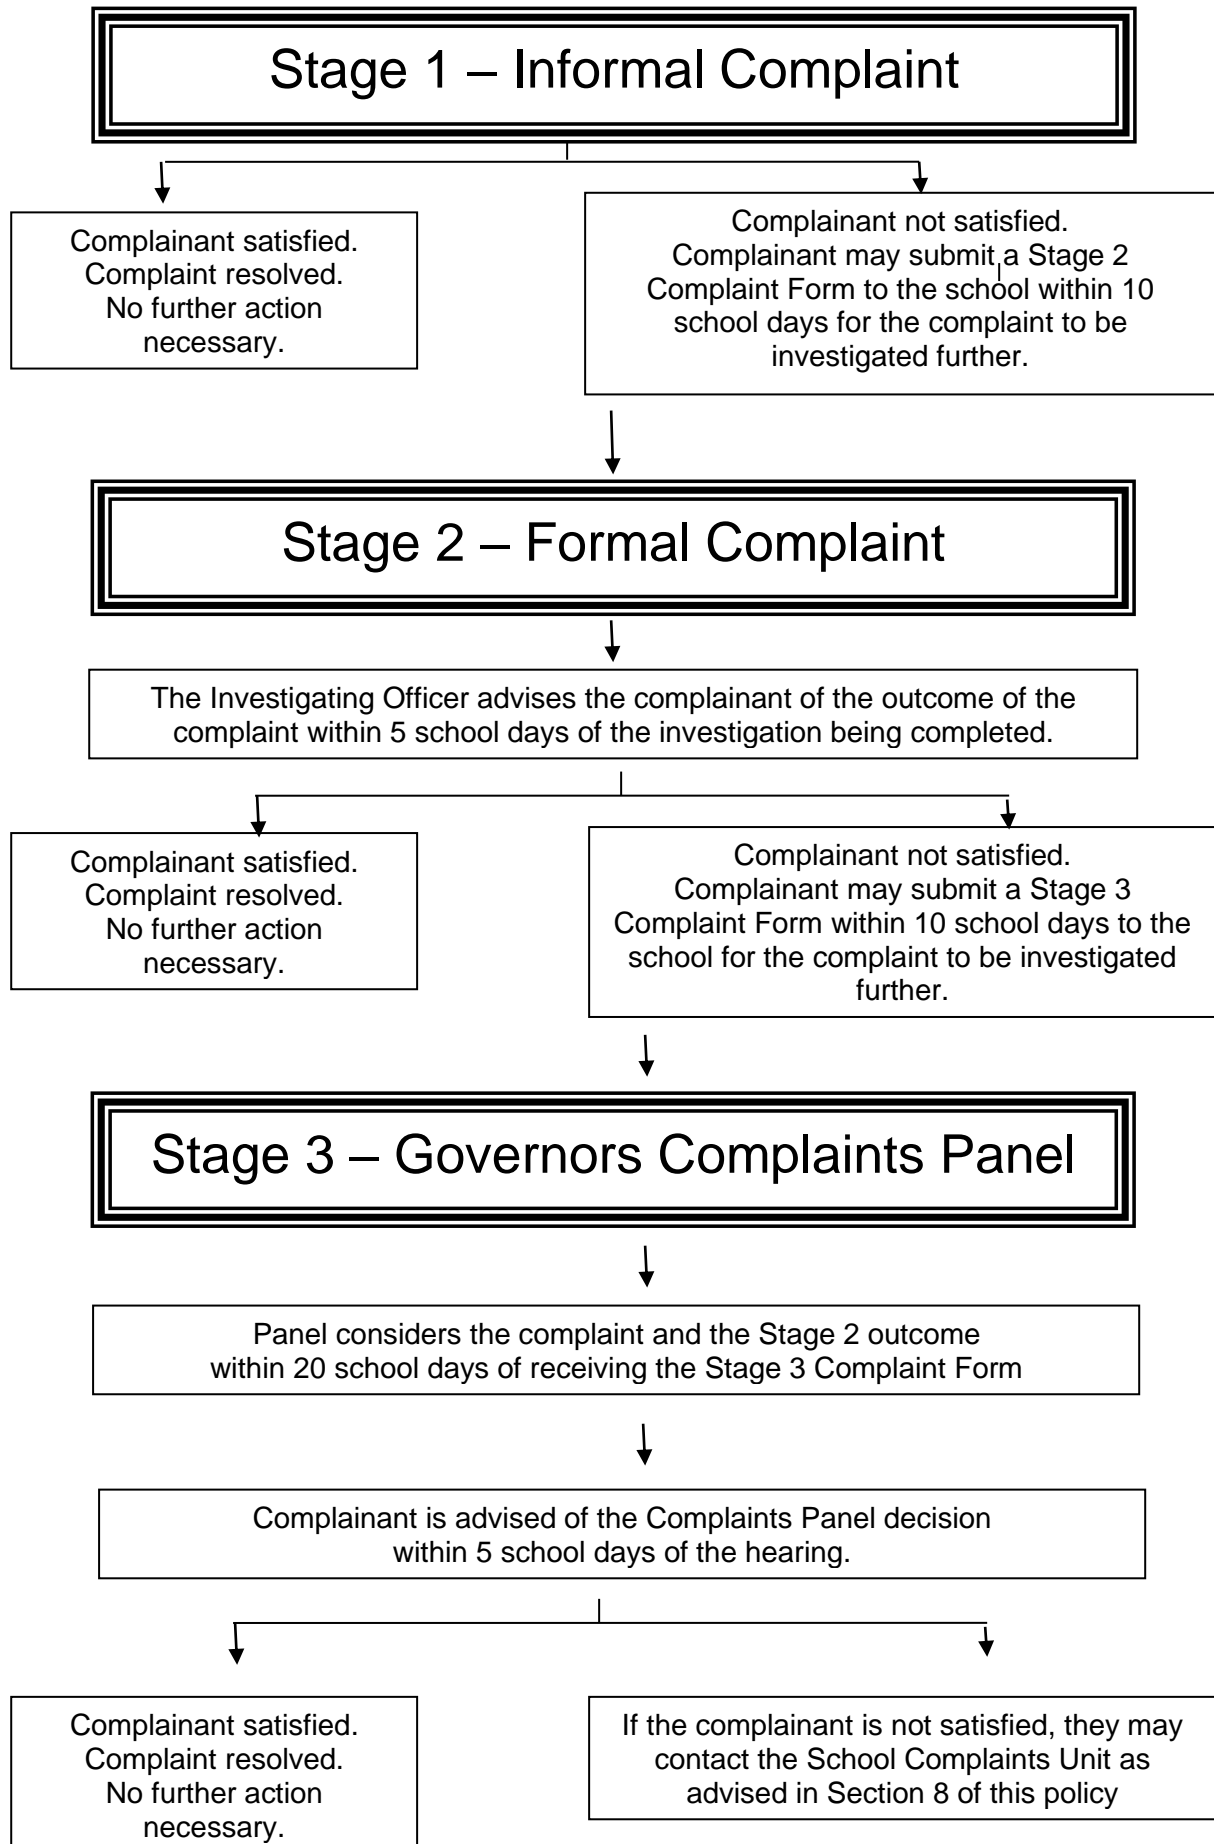 Stage 1 – Informal Complaint
Complainant satisfied.
Complaint resolved.
No further action
necessary.
Complainant not satisfied.
Complainant may submit a Stage 2
Complaint Form to the school within 10
school days for the complaint to be
investigated further.
Stage 2 – Formal Complaint
The Investigating Officer advises the complainant of the outcome of the
complaint within 5 school days of the investigation being completed.
Complainant satisfied.
Complaint resolved.
No further action
necessary.
Complainant not satisfied.
Complainant may submit a Stage 3
Complaint Form within 10 school days to the
school for the complaint to be investigated
further.
Stage 3 – Governors Complaints Panel
Panel considers the complaint and the Stage 2 outcome
within 20 school days of receiving the Stage 3 Complaint Form
Complainant is advised of the Complaints Panel decision
within 5 school days of the hearing.
Complainant satisfied.
Complaint resolved.
No further action
necessary.
If the complainant is not satisfied, they may
contact the School Complaints Unit as
advised in Section 8 of this policy